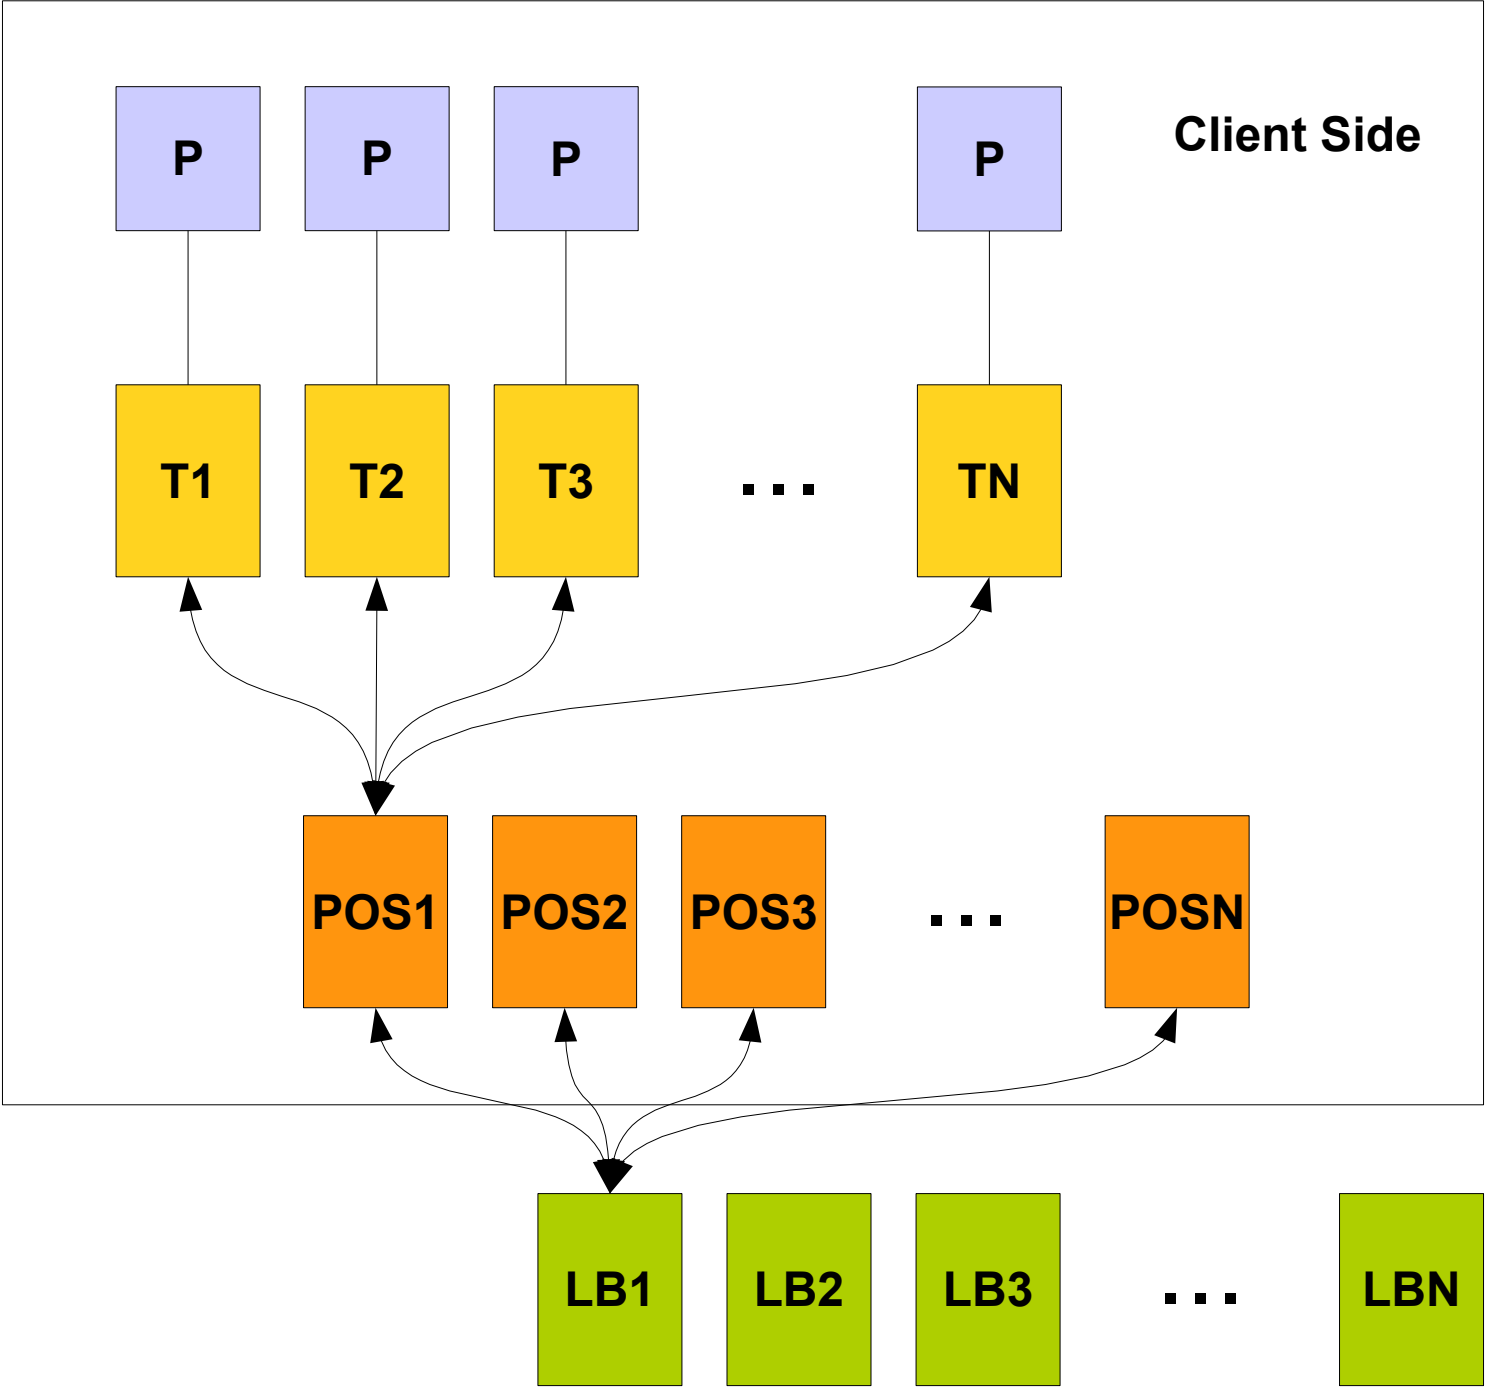 Client Side
P P P P
T1 T2 T3 ... TN
POS1 POS2 POS3 ... POSN
LB1 LB2 LB3 ... LBN